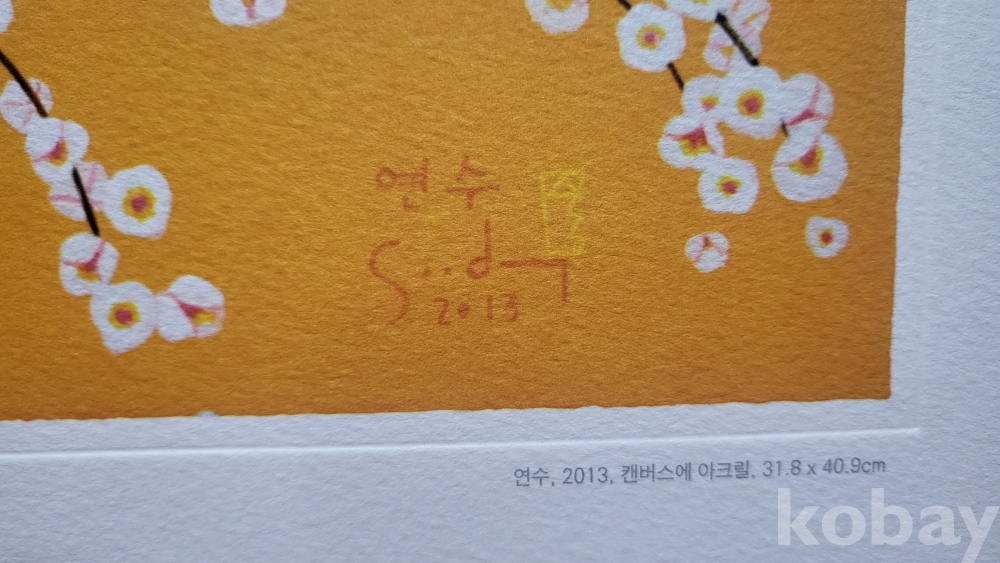 연수
2013
연수, 2013, 캔버스에 아크릴, 31.8 x 40.9cm
kobay